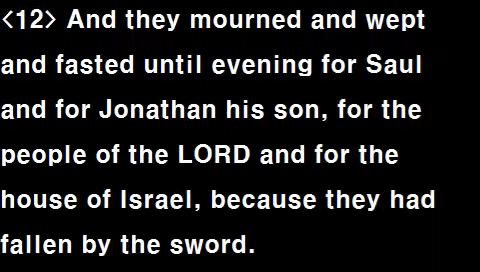 <12> And they mourned and wept
and fasted until evening for Saul
and for Jonathan his son, for the
people of the LORD and for the
house of Israel, because they had
fallen by the sword.